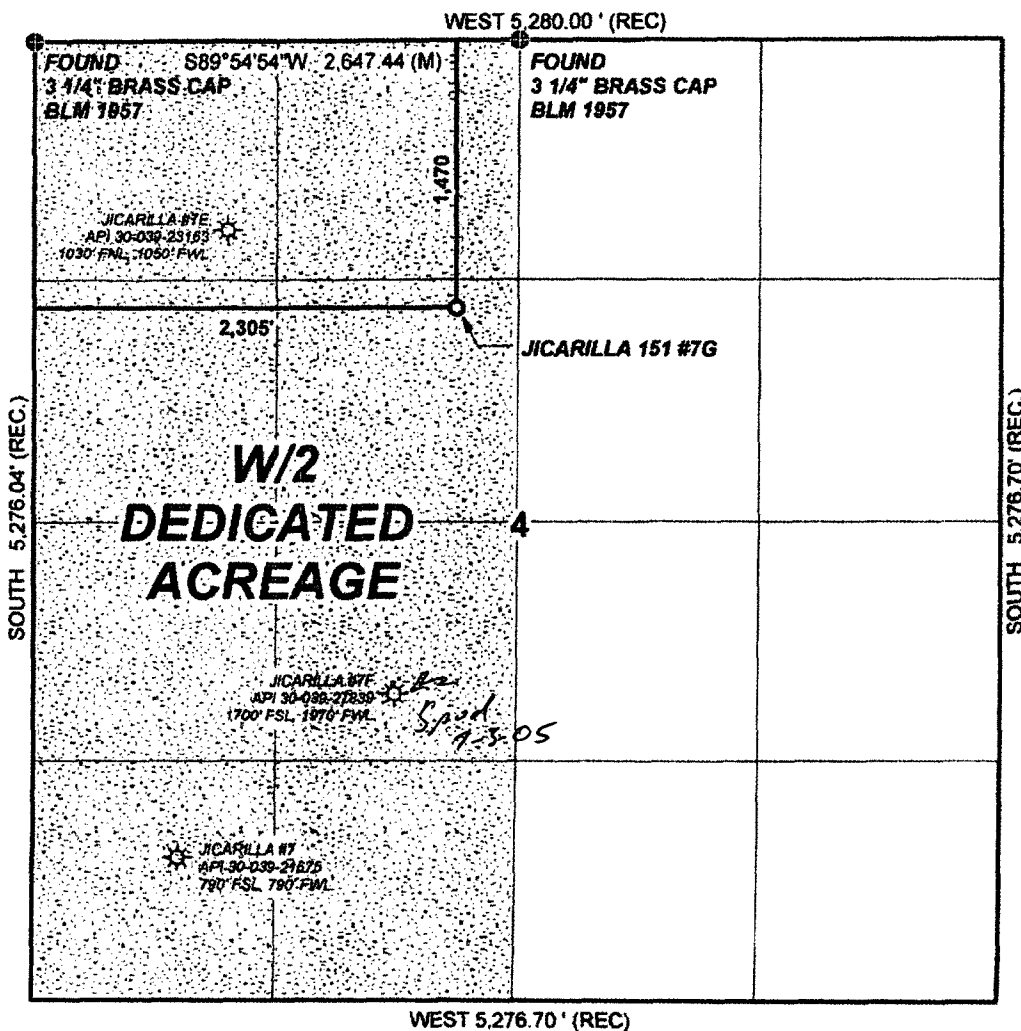 WEST 5,280.00 ' (REC)
FOUND S89°54'54"W 2,647.44 (M)
3 1/4" BRASS CAP
BLM 1957
FOUND
3 1/4" BRASS CAP
BLM 1957
1,470
JICARILLA #7E
API 30-039-23163
1030' FNL, 1050' FWL
2,305'
JICARILLA 151 #7G
SOUTH 5,276.04' (REC.)
SOUTH 5,276.70' (REC.)
W/2
DEDICATED
ACREAGE
4
JICARILLA #7F
API 30-039-27839
1700' FSL, 1970' FWL
Spud
JICARILLA #7
API 30-039-21675
790' FSL, 790' FWL
WEST 5,276.70 ' (REC)